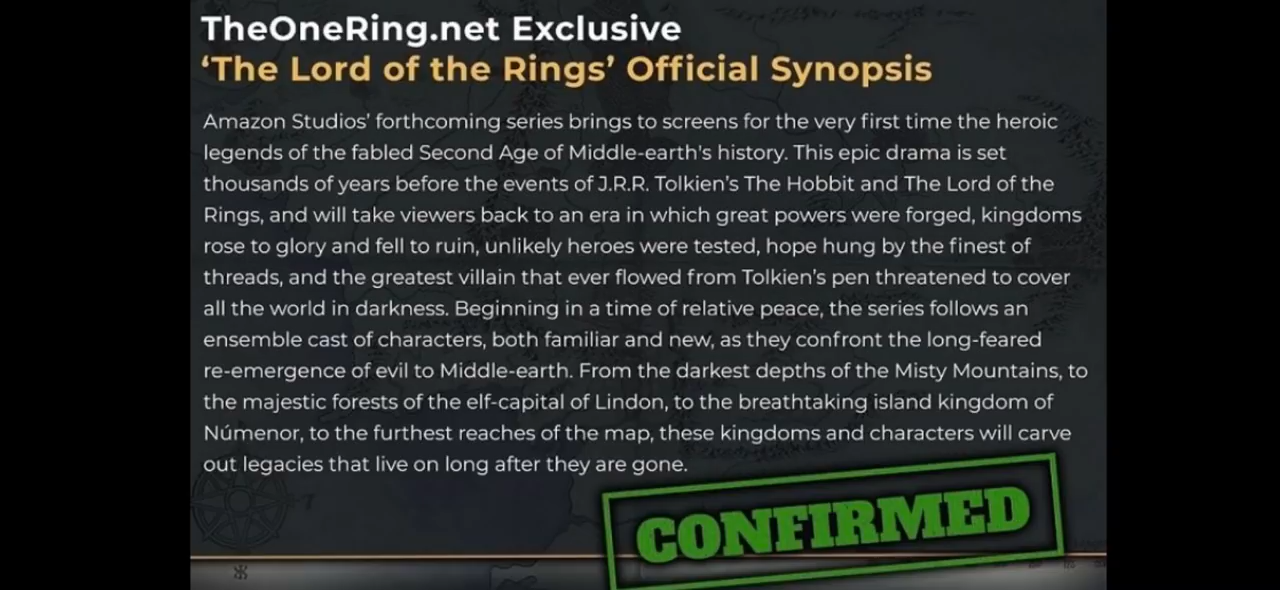 TheOneRing.net Exclusive
‘The Lord of the Rings’ Official Synopsis
Amazon Studios’ forthcoming series brings to screens for the very first time the heroic
legends of the fabled Second Age of Middle-earth's history. This epic drama is set
thousands of years before the events of J.R.R. Tolkien’s The Hobbit and The Lord of the
Rings, and will take viewers back to an era in which great powers were forged, kingdoms
rose to glory and fell to ruin, unlikely heroes were tested, hope hung by the finest of
threads, and the greatest villain that ever flowed from Tolkien’s pen threatened to cover
all the world in darkness. Beginning in a time of relative peace, the series follows an
ensemble cast of characters, both familiar and new, as they confront the long-feared
re-emergence of evil to Middle-earth. From the darkest depths of the Misty Mountains, to
the majestic forests of the elf-capital of Lindon, to the breathtaking island kingdom of
Númenor, to the furthest reaches of the map, these kingdoms and characters will carve
out legacies that live on long after they are gone.
CONFIRMED